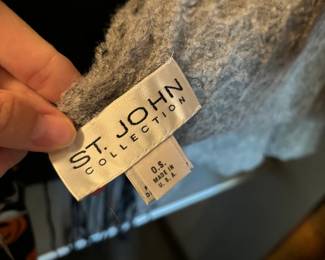 ST. JOHN
COLLECTION
O.S.
MADE IN
U.S.A.